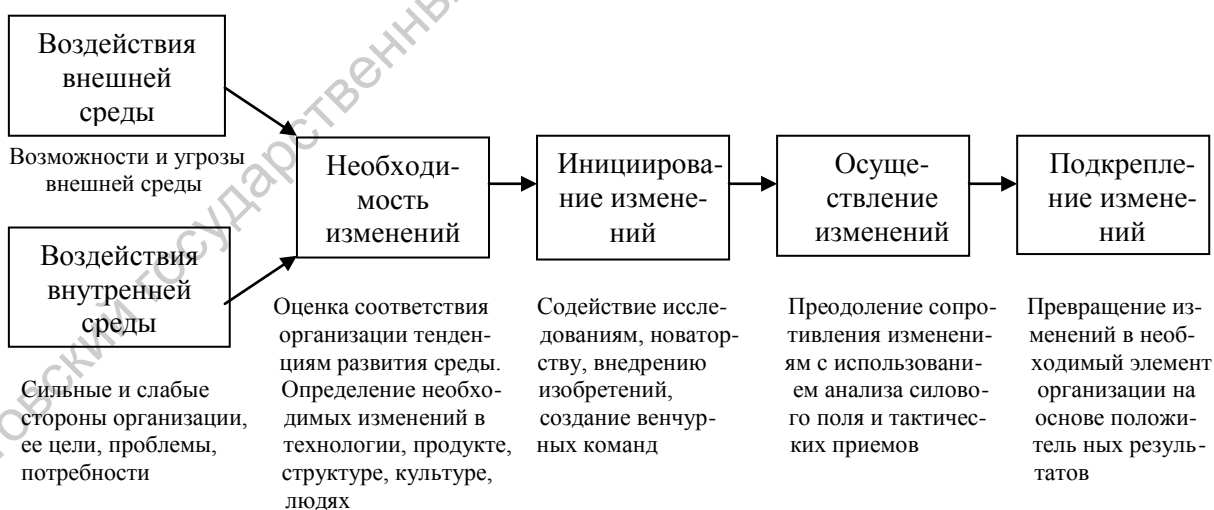 Воздействия
внешней
среды
Возможности и угрозы
внешней среды
Воздействия
внутренней
среды
Сильные и слабые
стороны организации,
ее цели, проблемы,
потребности
Необходи-
мость
изменений
Оценка соответствия
организации тенден-
циям развития среды.
Определение необхо-
димых изменений в
технологии, продукте,
структуре, культуре,
людях
Инициирова-
ние измене-
ний
Содействие иссле-
дованиям, новатор-
ству, внедрению
изобретений,
создание венчур-
ных команд
Осуще-
ствление
изменений
Преодоление сопро-
тивления изменени-
ям с использовани-
ем анализа силово-
го поля и тактичес-
ких приемов
Подкрепле-
ние измене-
ний
Превращение из-
менений в необ-
ходимый элемент
организации на
основе положи-
тель ных резуль-
татов